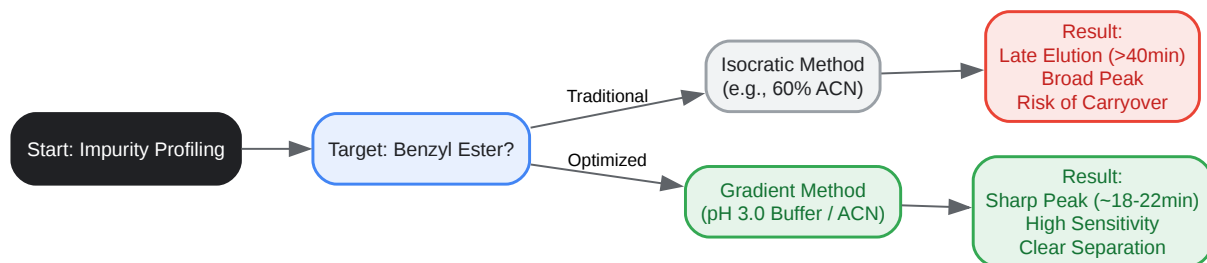 Start: Impurity Profiling
Target: Benzyl Ester?
Traditional
Isocratic Method
(e.g., 60% ACN)
Result:
Late Elution (>40min)
Broad Peak
Risk of Carryover
Optimized
Gradient Method
(pH 3.0 Buffer / ACN)
Result:
Sharp Peak (~18-22min)
High Sensitivity
Clear Separation